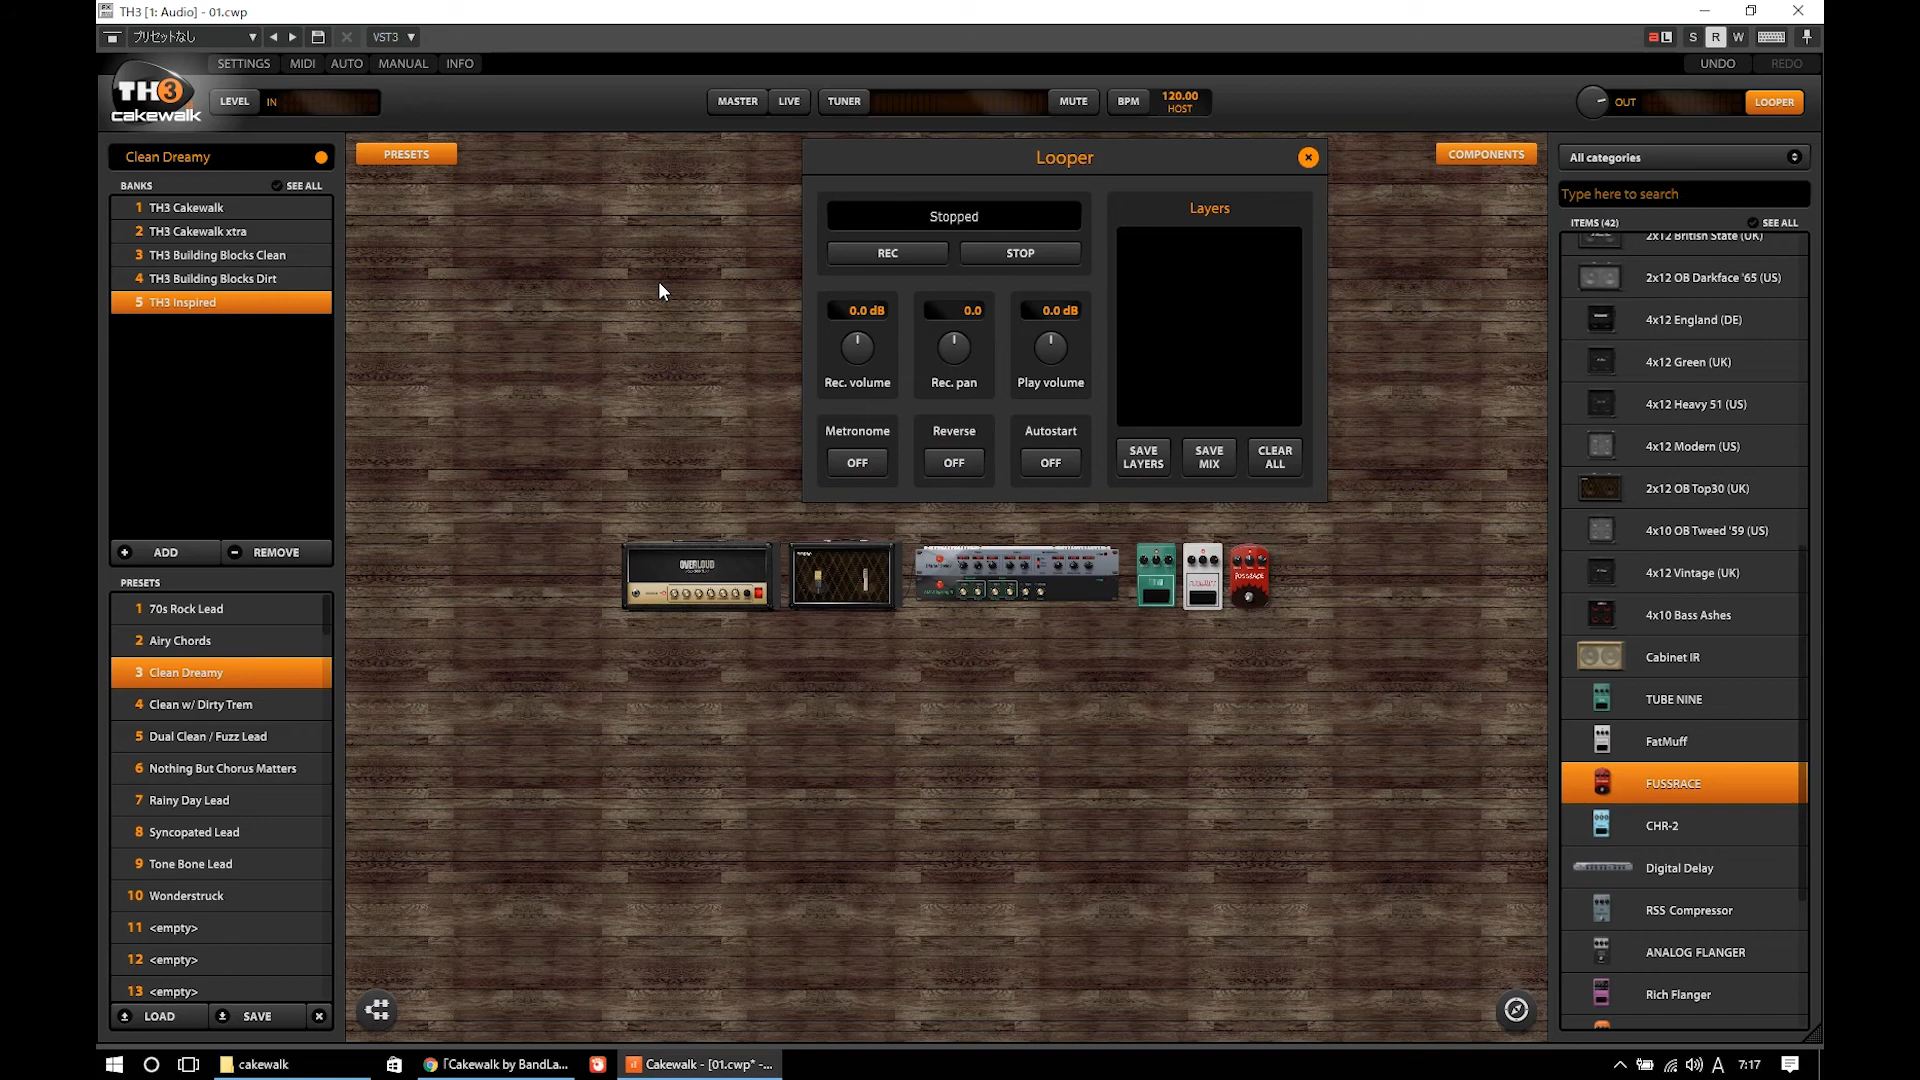 TH3 [1: Audio] - 01.cwp
プリセットなし
VST3
S R W
SETTINGS MIDI AUTO MANUAL INFO
UNDO REDO
TH3
cakewalk
LEVEL IN
MASTER LIVE TUNER MUTE BPM 120.00
HOST
OUT LOOPER
Clean Dreamy
BANKS SEE ALL
1 TH3 Cakewalk
2 TH3 Cakewalk xtra
3 TH3 Building Blocks Clean
4 TH3 Building Blocks Dirt
5 TH3 Inspired
ADD REMOVE
PRESETS
1 70s Rock Lead
2 Airy Chords
3 Clean Dreamy
4 Clean w/ Dirty Trem
5 Dual Clean / Fuzz Lead
6 Nothing But Chorus Matters
7 Rainy Day Lead
8 Syncopated Lead
9 Tone Bone Lead
10 Wonderstruck
11 <empty>
12 <empty>
13 <empty>
LOAD SAVE
PRESETS
Looper
Stopped
REC STOP
0.0 dB 0.0 0.0 dB
Rec. volume Rec. pan Play volume
Metronome Reverse Autostart
OFF OFF OFF
Layers
SAVE LAYERS
SAVE MIX
CLEAR ALL
OVERLOUD
FUSSRACE
COMPONENTS
All categories
Type here to search
ITEMS (42) SEE ALL
2x12 British State (UK)
2x12 OB Darkface '65 (US)
4x12 England (DE)
4x12 Green (UK)
4x12 Heavy 51 (US)
4x12 Modern (US)
2x12 OB Top30 (UK)
4x10 OB Tweed '59 (US)
4x12 Vintage (UK)
4x10 Bass Ashes
Cabinet IR
TUBE NINE
FatMuff
FUSSRACE
CHR-2
Digital Delay
RSS Compressor
ANALOG FLANGER
Rich Flanger
cakewalk
「Cakewalk by BandLa...
Cakewalk - [01.cwp* -...
A 7:17